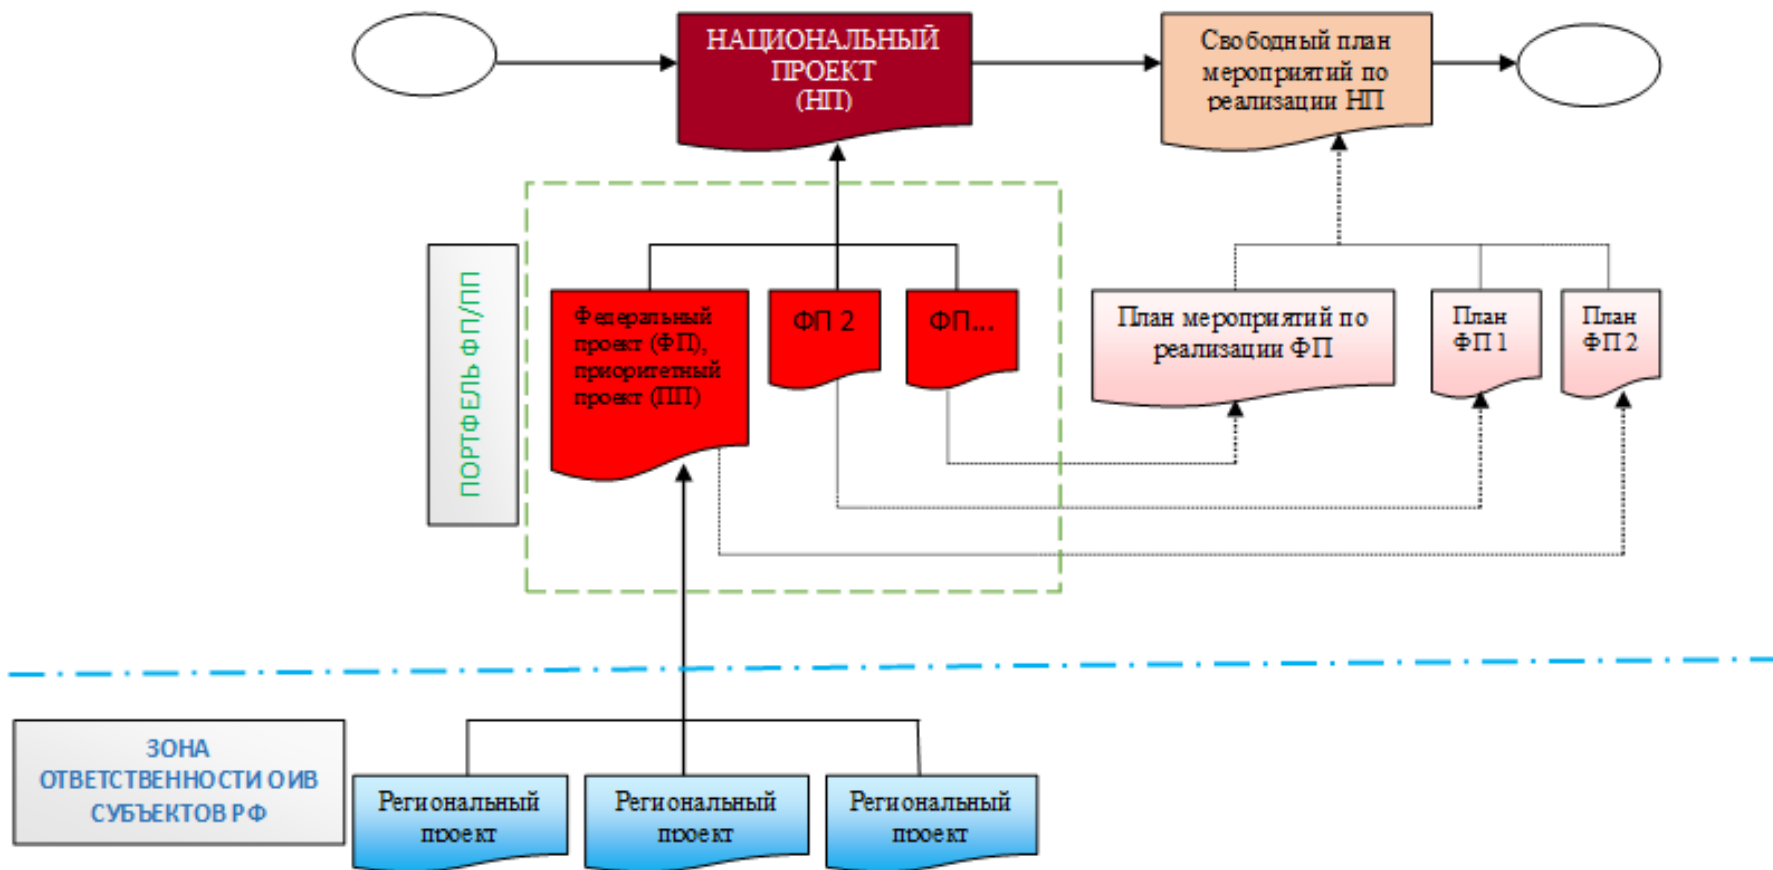 НАЦИОНАЛЬНЫЙ
ПРОЕКТ
(НП)
Свободный план
мероприятий по
реализации НП
ПОРТФЕЛЬ ФП/ПП
Федеральный
проект (ФП),
приоритетный
проект (ПП)
ФП 2
ФП...
План мероприятий по
реализации ФП
План
ФП 1
План
ФП 2
ЗОНА
ОТВЕТСТВЕННОСТИ ОИВ
СУБЪЕКТОВ РФ
Региональный
проект
Региональный
проект
Региональный
проект